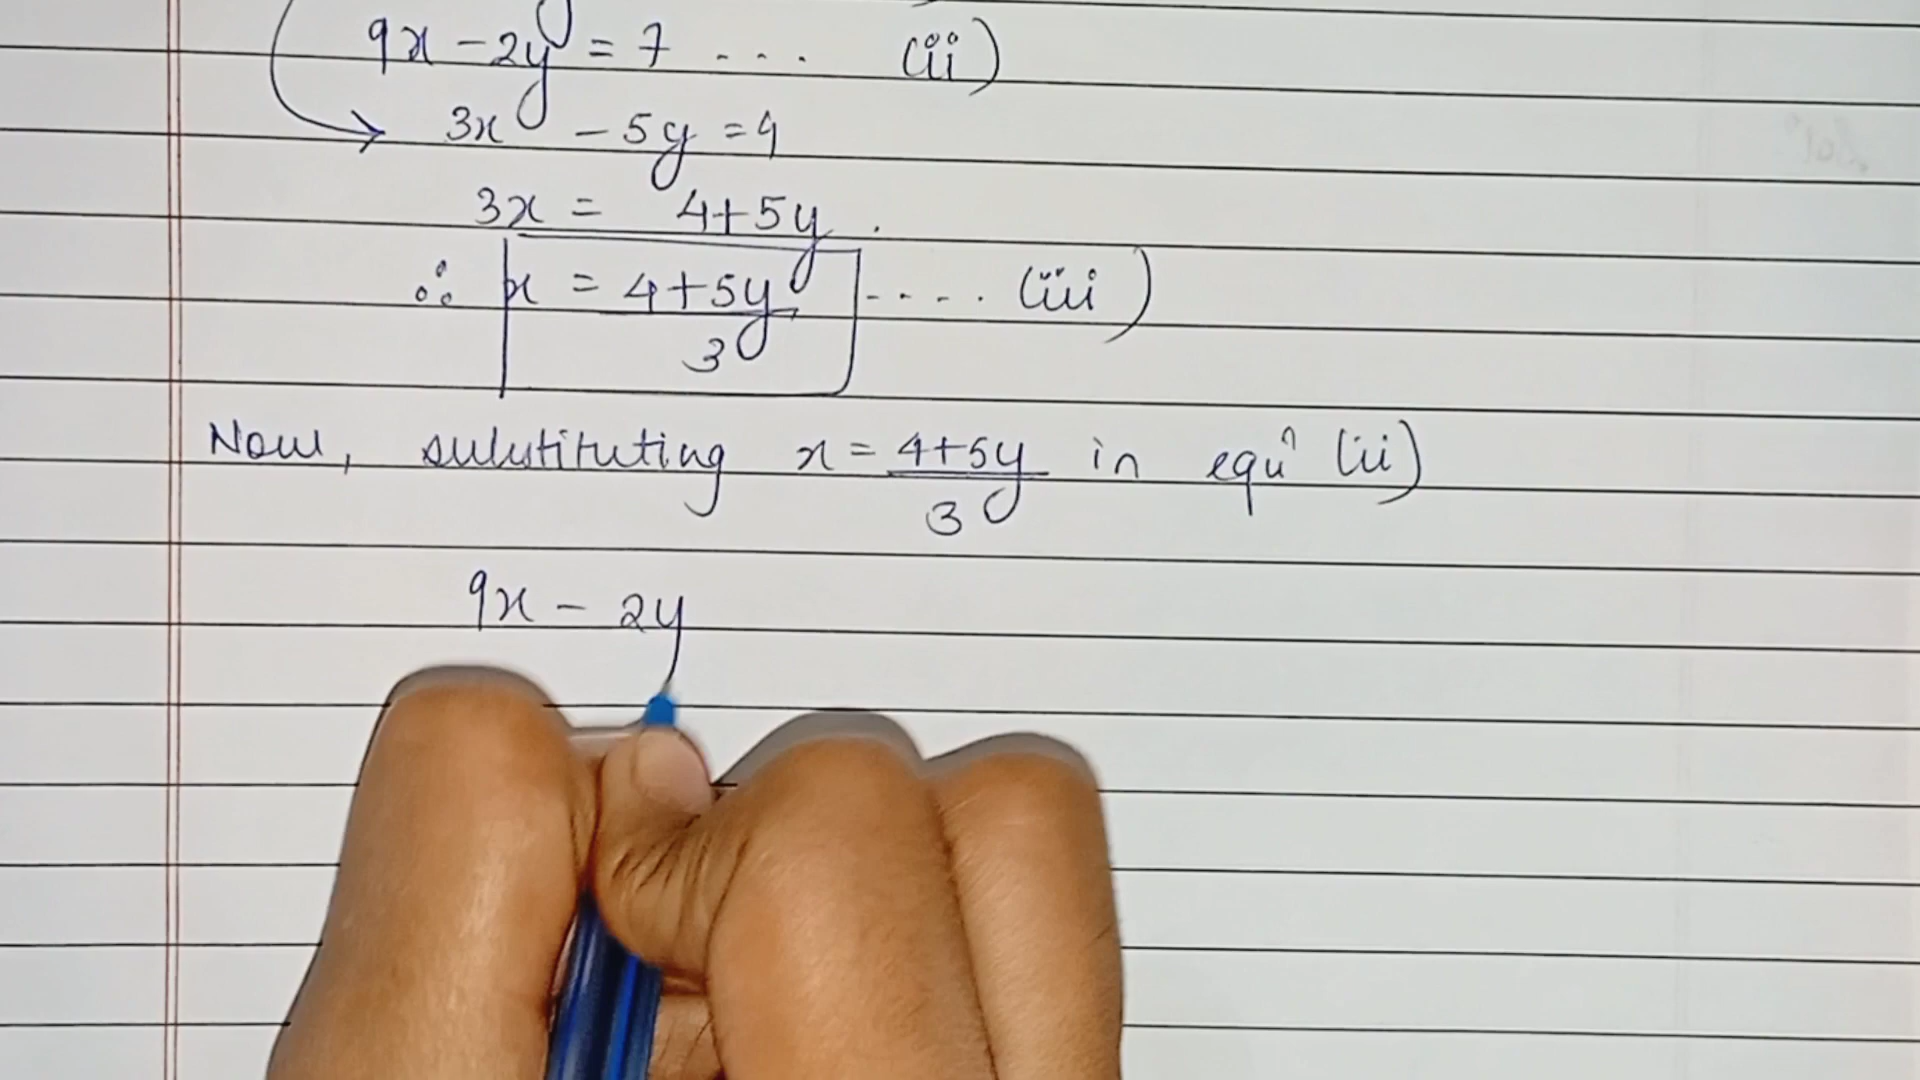 9x - 2y = 7 ... (ii)
3x - 5y = 4
3x = 4+5y.
∴ x = 4+5y/3 .... (iii)
Now, sulistituting x = 4+5y/3 in equⁿ (ii)
9x - 2y